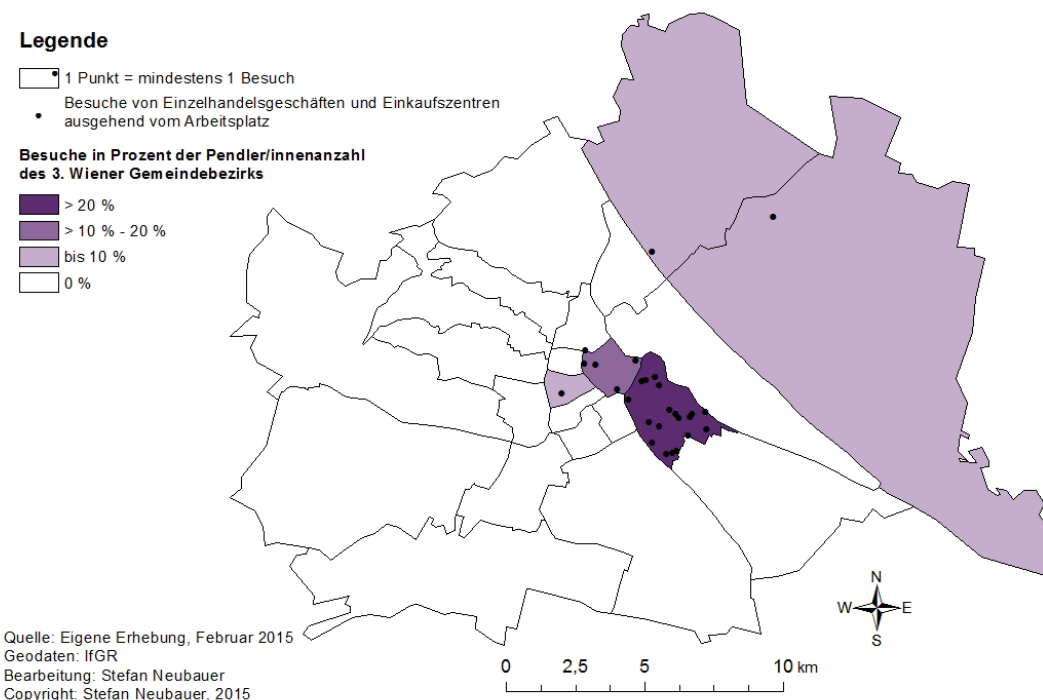 Legende
1 Punkt = mindestens 1 Besuch
Besuche von Einzelhandelsgeschäften und Einkaufszentren
ausgehend vom Arbeitsplatz
Besuche in Prozent der Pendler/innenanzahl
des 3. Wiener Gemeindebezirks
> 20 %
> 10 % - 20 %
bis 10 %
0 %
N
W E
S
Quelle: Eigene Erhebung, Februar 2015
Geodaten: IfGR
Bearbeitung: Stefan Neubauer
Copyright: Stefan Neubauer, 2015
0 2,5 5 10 km